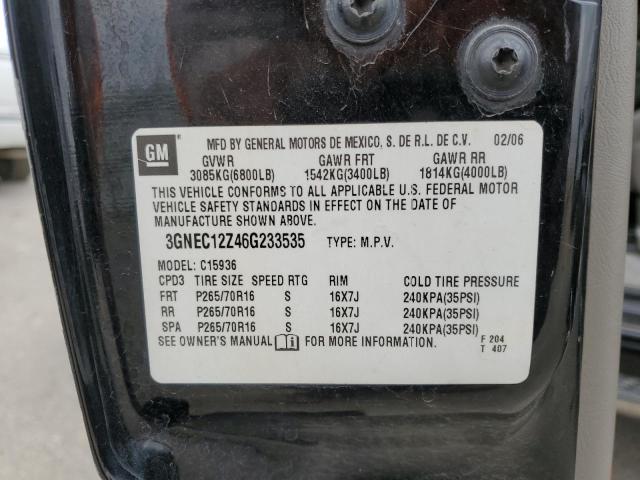 GM MFD BY GENERAL MOTORS DE MEXICO, S. DE R.L. DE C.V. 02/06
GVWR GAWR FRT GAWR RR
3085KG(6800LB) 1542KG(3400LB) 1814KG(4000LB)
THIS VEHICLE CONFORMS TO ALL APPLICABLE U.S. FEDERAL MOTOR
VEHICLE SAFETY STANDARDS IN EFFECT ON THE DATE OF
MANUFACTURE SHOWN ABOVE.
3GNEC12Z46G233535 TYPE: M.P.V.
MODEL: C15936
CPD3 TIRE SIZE SPEED RTG RIM COLD TIRE PRESSURE
FRT P265/70R16 S 16X7J 240KPA(35PSI)
RR P265/70R16 S 16X7J 240KPA(35PSI)
SPA P265/70R16 S 16X7J 240KPA(35PSI)
SEE OWNER'S MANUAL i FOR MORE INFORMATION. F 204
T 407